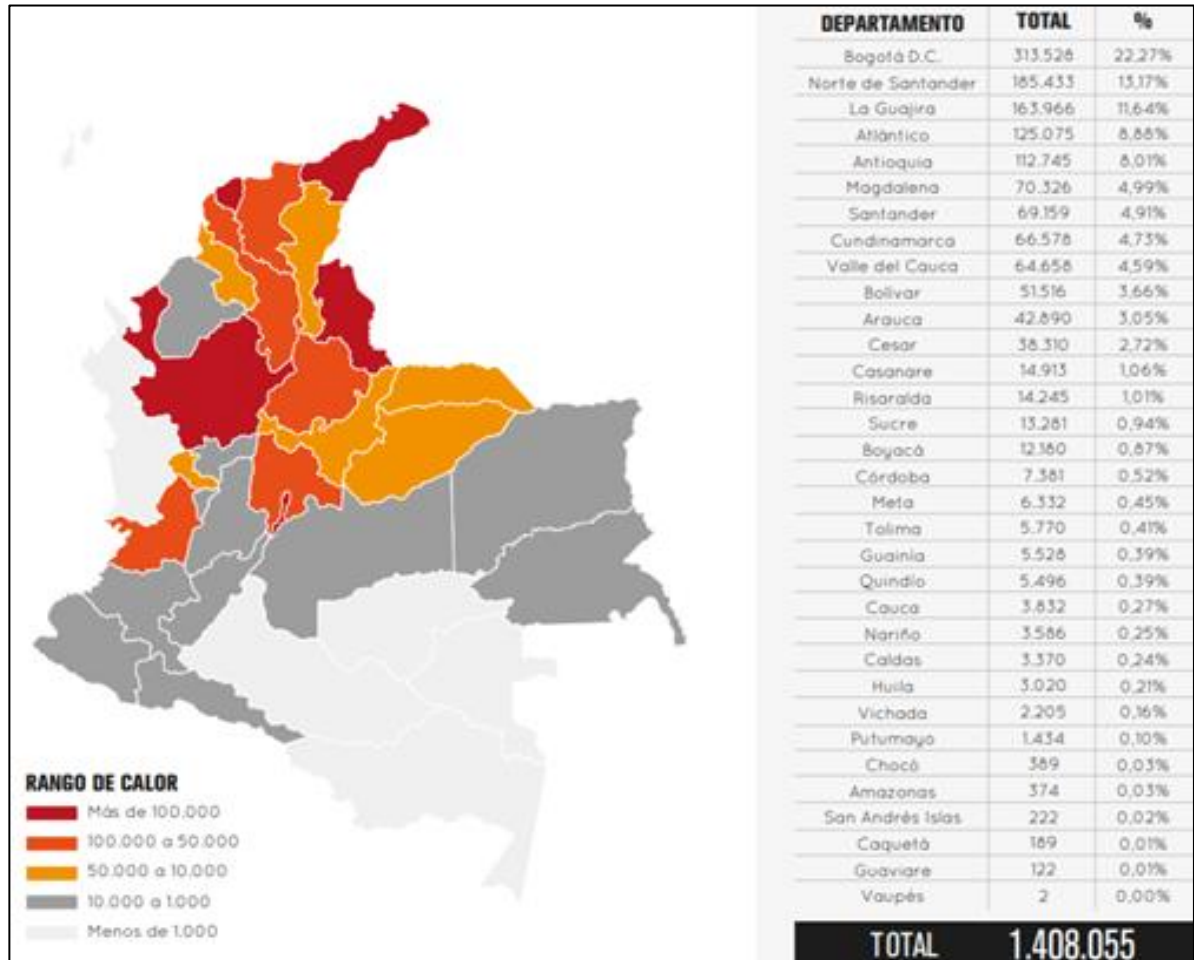 DEPARTAMENTO TOTAL %
Bogotá D.C. 313.528 22,27%
Norte de Santander 185.433 13,17%
La Guajira 163.966 11,64%
Atlántico 125.075 8,88%
Antioquia 112.745 8,01%
Magdalena 70.326 4,99%
Santander 69.159 4,91%
Cundinamarca 66.578 4,73%
Valle del Cauca 64.658 4,59%
Bolívar 51.516 3,66%
Arauca 42.890 3,05%
Cesar 38.310 2,72%
Casanare 14.913 1,06%
Risaralda 14.245 1,01%
Sucre 13.281 0,94%
Boyacá 12.180 0,87%
Córdoba 7.381 0,52%
Meta 6.332 0,45%
Tolima 5.770 0,41%
Guainía 5.528 0,39%
Quindío 5.496 0,39%
Cauca 3.832 0,27%
Nariño 3.586 0,25%
Caldas 3.370 0,24%
Huila 3.020 0,21%
Vichada 2.205 0,16%
Putumayo 1.434 0,10%
Chocó 389 0,03%
Amazonas 374 0,03%
San Andrés Islas 222 0,02%
Caquetá 189 0,01%
Guaviare 122 0,01%
Vaupés 2 0,00%
TOTAL 1.408.055
RANGO DE CALOR
Más de 100.000
100.000 a 50.000
50.000 a 10.000
10.000 a 1.000
Menos de 1.000